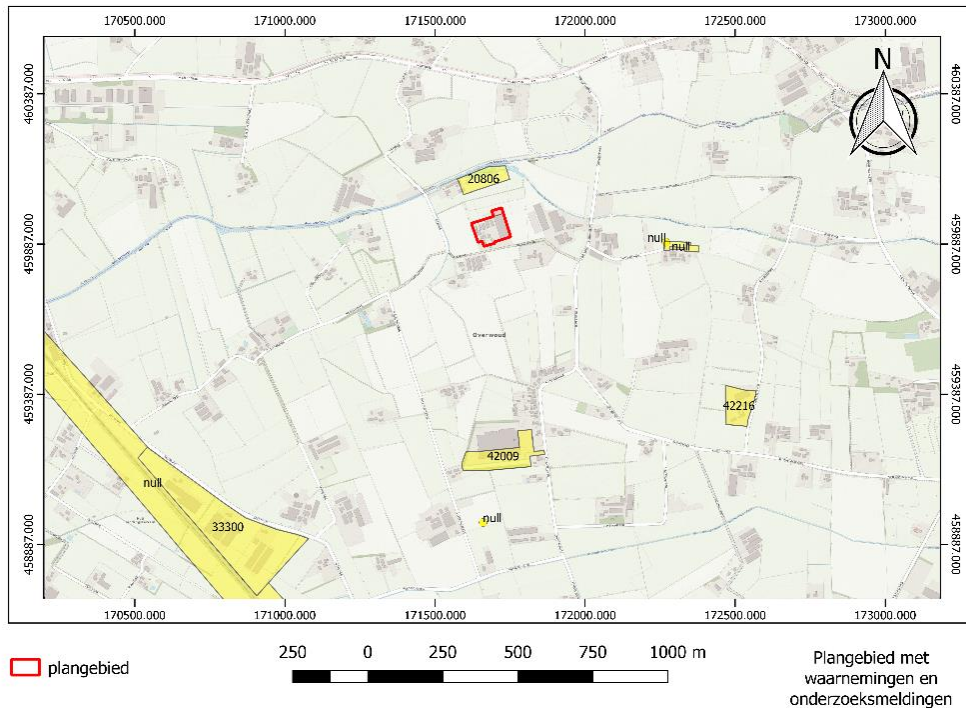 170500.000 171000.000 171500.000 172000.000 172500.000 173000.000
N
460387.000 460387.000
20806
459887.000 null null 459887.000
Overwoud
459387.000 42216 459387.000
42009
null
null
33300
458887.000 458887.000
170500.000 171000.000 171500.000 172000.000 172500.000 173000.000
plangebied
250 0 250 500 750 1000 m
Plangebied met
waarnemingen en
onderzoeksmeldingen